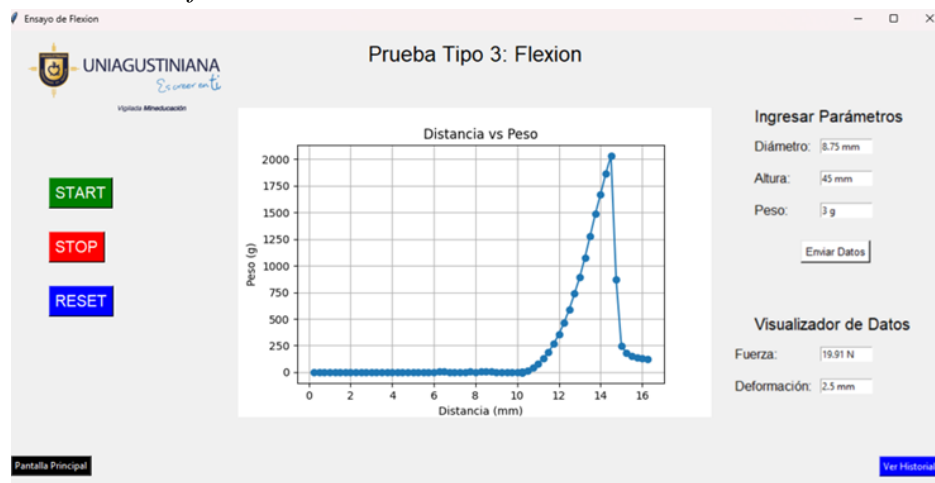 Ensayo de Flexion
UNIAGUSTINIANA
Vigilada Mineducación
START
STOP
RESET
Pantalla Principal
Prueba Tipo 3: Flexion
Distancia vs Peso
Peso (g)
2000
1750
1500
1250
1000
750
500
250
0
0 2 4 6 8 10 12 14 16
Distancia (mm)
Ingresar Parámetros
Diámetro: 8.75 mm
Altura: 45 mm
Peso: 3 g
Enviar Datos
Visualizador de Datos
Fuerza: 19.91 N
Deformación: 2.5 mm
Ver Historial